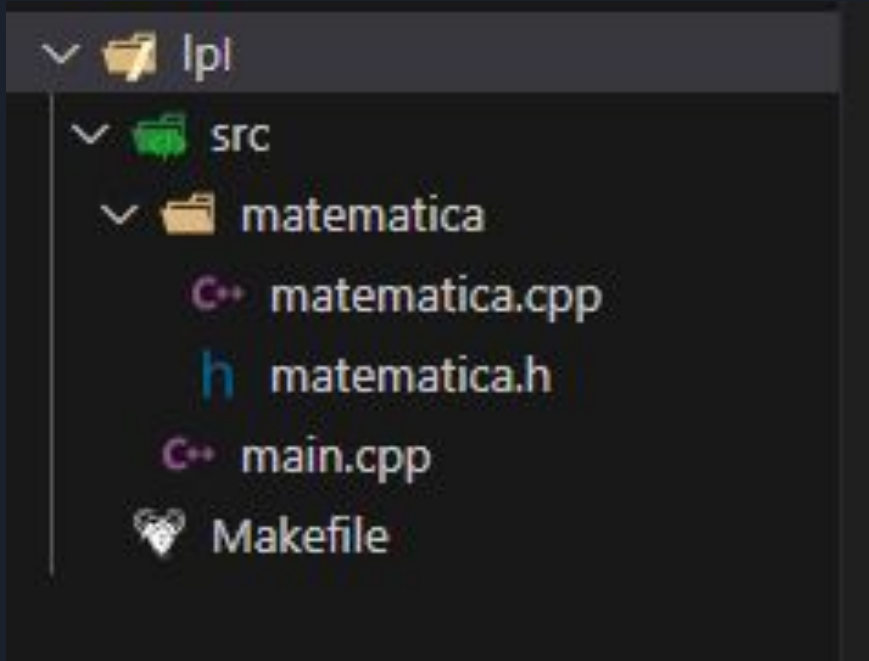 lpl
src
matematica
C++ matematica.cpp
h matematica.h
C++ main.cpp
Makefile